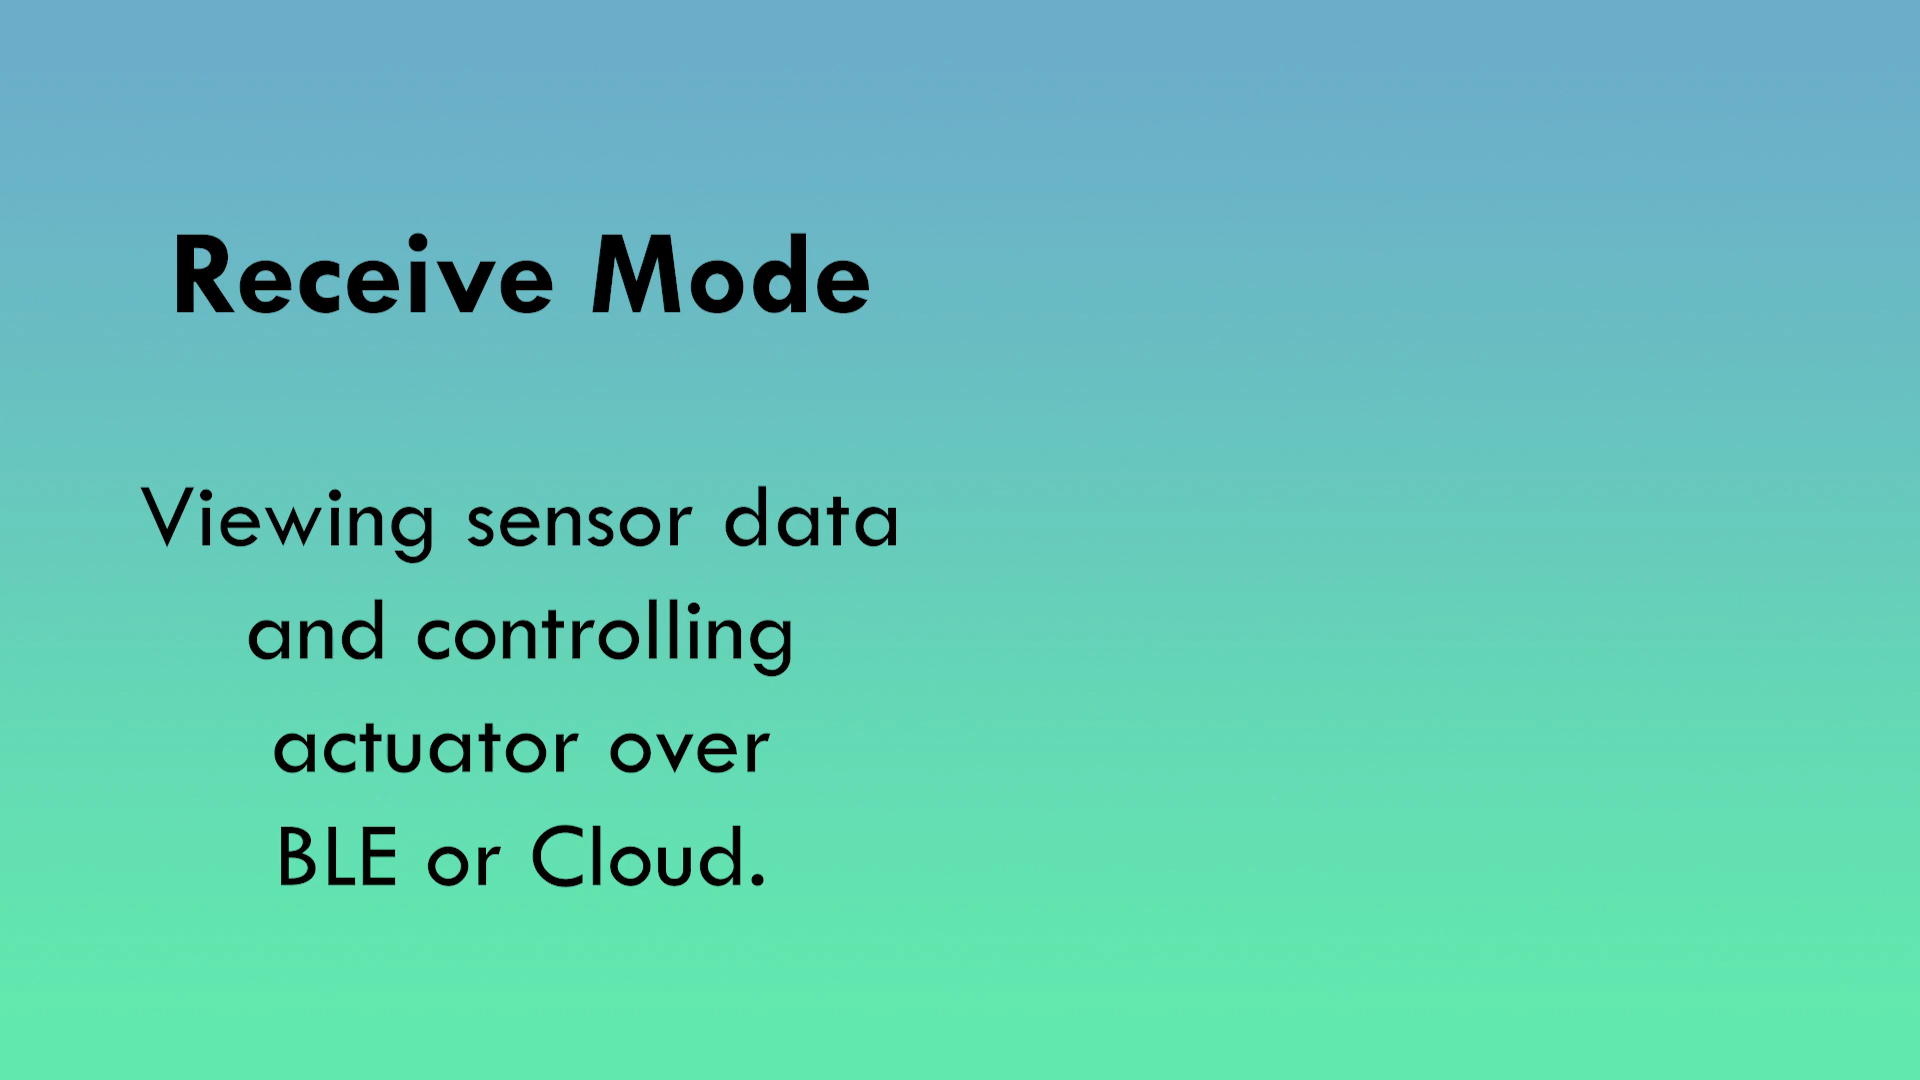 Receive Mode
Viewing sensor data
and controlling
actuator over
BLE or Cloud.